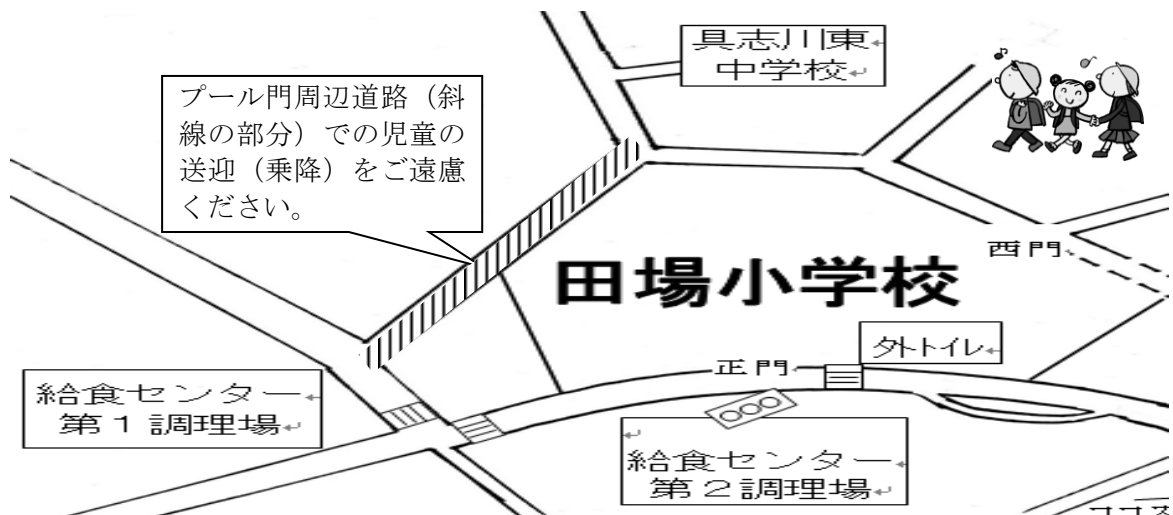 具志川東
中学校
プール門周辺道路（斜
線の部分）での児童の
送迎（乗降）をご遠慮
ください。
西門
田場小学校
外トイレ
正門
給食センター
第１調理場
給食センター
第２調理場